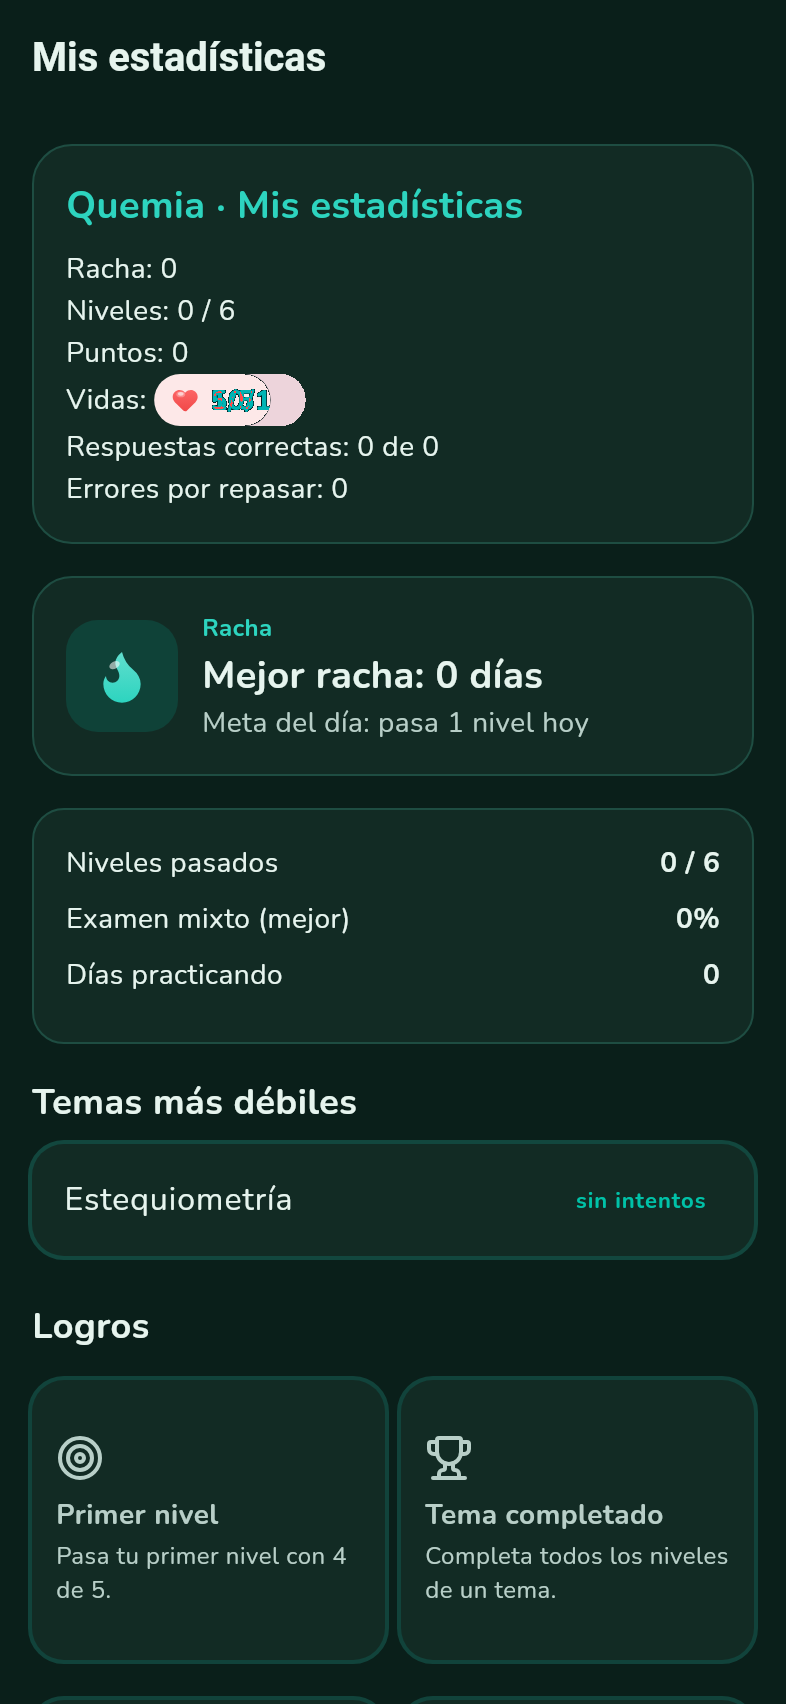 Mis estadísticas
Quemia · Mis estadísticas
Racha: 0
Niveles: 0 / 6
Puntos: 0
Vidas:
Respuestas correctas: 0 de 0
Errores por repasar: 0
Racha
Mejor racha: 0 días
Meta del día: pasa 1 nivel hoy
Niveles pasados 0 / 6
Examen mixto (mejor) 0%
Días practicando 0
Temas más débiles
Estequiometría sin intentos
Logros
Primer nivel
Pasa tu primer nivel con 4
de 5.
Tema completado
Completa todos los niveles
de un tema.